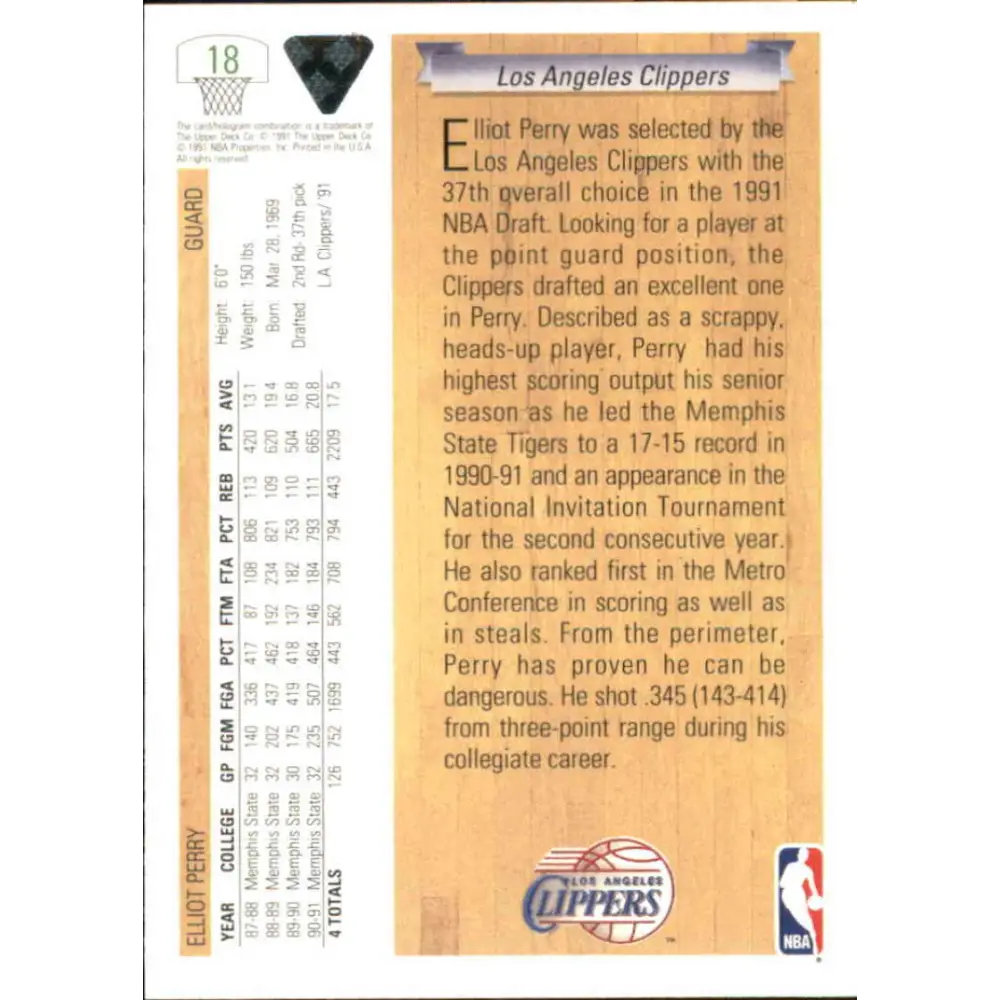 18
The card/hologram combination is a trademark of
The Upper Deck Co. © 1991 The Upper Deck Co.
© 1991 NBA Properties, Inc. Printed in the U.S.A.
All rights reserved.
Los Angeles Clippers
Elliot Perry was selected by the
Los Angeles Clippers with the
37th overall choice in the 1991
NBA Draft. Looking for a player at
the point guard position, the
Clippers drafted an excellent one
in Perry. Described as a scrappy,
heads-up player, Perry had his
highest scoring output his senior
season as he led the Memphis
State Tigers to a 17-15 record in
1990-91 and an appearance in the
National Invitation Tournament
for the second consecutive year.
He also ranked first in the Metro
Conference in scoring as well as
in steals. From the perimeter,
Perry has proven he can be
dangerous. He shot .345 (143-414)
from three-point range during his
collegiate career.
LOS ANGELES
CLIPPERS
TM
NBA
®
ELLIOT PERRY GUARD
Height: 6'0"
Weight: 150 lbs.
Born: Mar. 28, 1969
Drafted: 2nd Rd- 37th pick
L.A. Clippers/ '91
YEAR COLLEGE GP FGM FGA PCT FTM FTA PCT REB PTS AVG
87-88 Memphis State 32 140 336 .417 87 108 .806 113 420 13.1
88-89 Memphis State 32 202 437 .462 192 234 .821 109 620 19.4
89-90 Memphis State 30 175 419 .418 137 182 .753 110 504 16.8
90-91 Memphis State 32 235 507 .464 146 184 .793 111 665 20.8
4 TOTALS 126 752 1699 .443 562 708 .794 443 2209 17.5